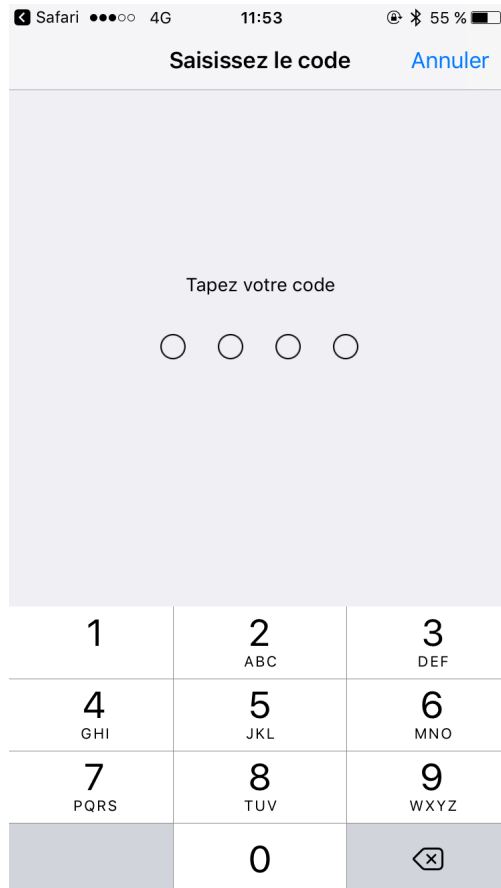 Safari 4G 11:53 55 %
Saisissez le code Annuler
Tapez votre code
1 2 3
ABC DEF
4 5 6
GHI JKL MNO
7 8 9
PQRS TUV WXYZ
0